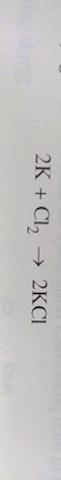 2K + Cl₂ → 2KCl